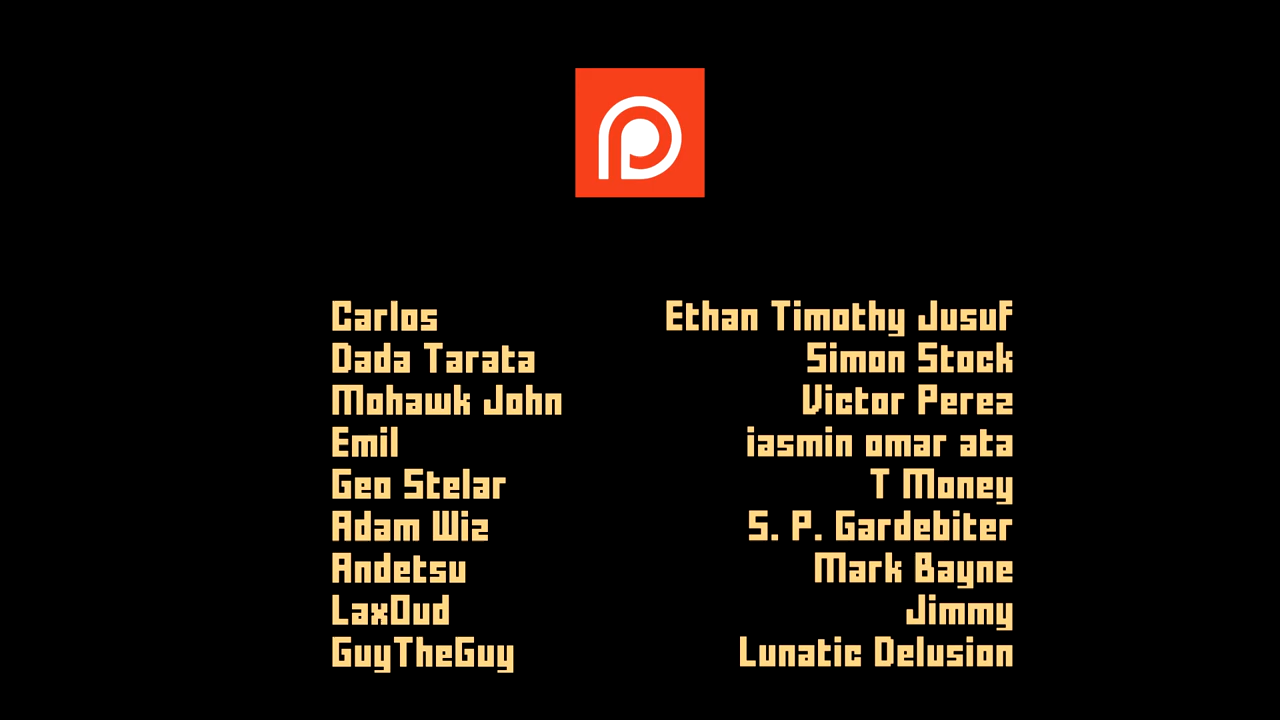 Carlos
Dada Tarata
Mohawk John
Emil
Geo Stelar
Adam Wiz
Andetsu
LaxOud
GuyTheGuy
Ethan Timothy Jusuf
Simon Stock
Victor Perez
iasmin omar ata
T Money
S. P. Gardebiter
Mark Bayne
Jimmy
Lunatic Delusion